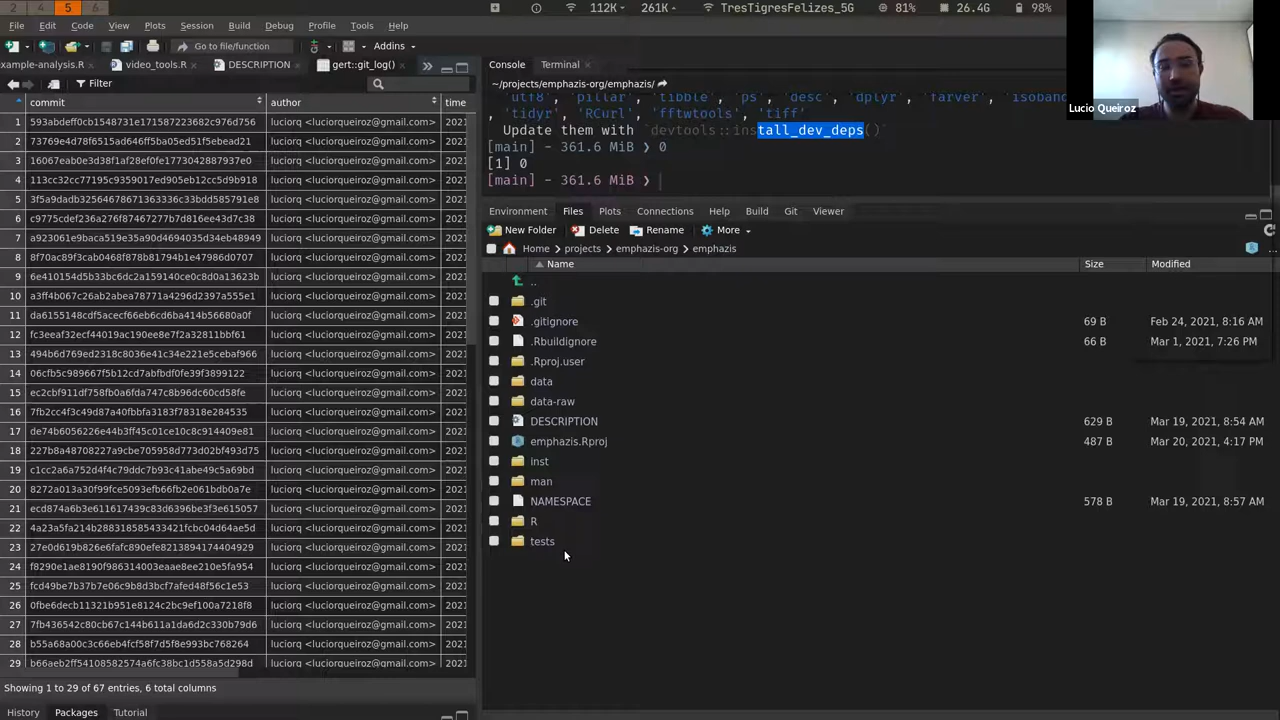 2 4 5 6
112K 261K TresTigresFelizes_5G 81% 26.4G 98%
File Edit Code View Plots Session Build Debug Profile Tools Help
Go to file/function Addins
example-analysis.R video_tools.R DESCRIPTION gert::git_log()
Filter
commit author time
1 593abdeff0cb1548731e171587223682c976d756 luciorq <luciorqueiroz@gmail.com> 2021
2 73769e4d78f6515ad646ff5ba05ed51f5ebead21 luciorq <luciorqueiroz@gmail.com> 2021
3 16067eab0e3d38f1af28ef0fe1773042887937e0 luciorq <luciorqueiroz@gmail.com> 2021
4 113cc32cc77195c9359017ed905eb12cc5d9b918 luciorq <luciorqueiroz@gmail.com> 2021
5 3f5a9dadb32564678671363336c33bdd585791e8 luciorq <luciorqueiroz@gmail.com> 2021
6 c9775cdef236a276f87467277b7d816ee43d7c38 luciorq <luciorqueiroz@gmail.com> 2021
7 a923061e9baca519e35a90d4694035d34eb48949 luciorq <luciorqueiroz@gmail.com> 2021
8 8f70ac89f3cab0468f878b81794b1e47986d0707 luciorq <luciorqueiroz@gmail.com> 2021
9 6e410154d5b33bc6dc2a159140ce0c8d0a13623b luciorq <luciorqueiroz@gmail.com> 2021
10 a3ff4b067c26ab2abea78771a4296d2397a555e1 luciorq <luciorqueiroz@gmail.com> 2021
11 da6155148cdf5acecf66eb6cd6ba414b56680a0f luciorq <luciorqueiroz@gmail.com> 2021
12 fc3eeaf32ecf44019ac190ee8e7f2a32811bbf61 luciorq <luciorqueiroz@gmail.com> 2021
13 494b6d769ed2318c8036e41c34e221e5cebaf966 luciorq <luciorqueiroz@gmail.com> 2021
14 06cfb5c989667f5b12cd7abfbdf0fe39f3899122 luciorq <luciorqueiroz@gmail.com> 2021
15 ec2cbf911df758fb0a6fda747c8b96dc60cd58fe luciorq <luciorqueiroz@gmail.com> 2021
16 7fb2cc4f3c49d87a40fbbfa3183f78318e284535 luciorq <luciorqueiroz@gmail.com> 2021
17 de74b6056226e44b3ff45c01ce10c8c914409e81 luciorq <luciorqueiroz@gmail.com> 2021
18 227b8a48708227a9cbe705958d773d02bf493d75 luciorq <luciorqueiroz@gmail.com> 2021
19 c1cc2a6a752d4f4c79ddc7b93c41abe49c5a69bd luciorq <luciorqueiroz@gmail.com> 2021
20 8272a013a30f99fce5093efb66fb2e061bdb0a7e luciorq <luciorqueiroz@gmail.com> 2021
21 ecd874a6b3e617117439c83d6396be3f3e615057 luciorq <luciorqueiroz@gmail.com> 2021
22 4a23a5fa214b288318585433421fcbc04d64ae5d luciorq <luciorqueiroz@gmail.com> 2021
23 27e0d619b826e6fafc890efe8213894174404929 luciorq <luciorqueiroz@gmail.com> 2021
24 f8290e1ae8190f986314003eaae8ee210e5fa954 luciorq <luciorqueiroz@gmail.com> 2021
25 fcd49be7b37b7e06c9b8d3bcf7afed48f56c1e53 luciorq <luciorqueiroz@gmail.com> 2021
26 0fbe6decb11321b951e8124c2bc9ef100a7218f8 luciorq <luciorqueiroz@gmail.com> 2021
27 7fb436542c80cb67c144b611a1da6d2c330b79d6 luciorq <luciorqueiroz@gmail.com> 2021
28 b55a68a00c3c66eb4fcf58f7d5f8e993bc768264 luciorq <luciorqueiroz@gmail.com> 2021
29 b66aeb2ff54108582574a6fc38bc1d558a5d298d luciorq <luciorqueiroz@gmail.com> 2021
Showing 1 to 29 of 67 entries, 6 total columns
History Packages Tutorial
Console Terminal
~/projects/emphazis-org/emphazis/
'utf8', 'pillar', 'tibble', 'ps', 'desc', 'dplyr', 'farver', 'isoband
', 'tidyr', 'RCurl', 'fftwtools', 'tiff'
Update them with `devtools::install_dev_deps()`
[main] - 361.6 MiB ❯ 0
[1] 0
[main] - 361.6 MiB ❯
Environment Files Plots Connections Help Build Git Viewer
New Folder Delete Rename More
Home projects emphazis-org emphazis
Name Size Modified
..
.git
.gitignore 69 B Feb 24, 2021, 8:16 AM
.Rbuildignore 66 B Mar 1, 2021, 7:26 PM
.Rproj.user
data
data-raw
DESCRIPTION 629 B Mar 19, 2021, 8:54 AM
emphazis.Rproj 487 B Mar 20, 2021, 4:17 PM
inst
man
NAMESPACE 578 B Mar 19, 2021, 8:57 AM
R
tests
Lucio Queiroz